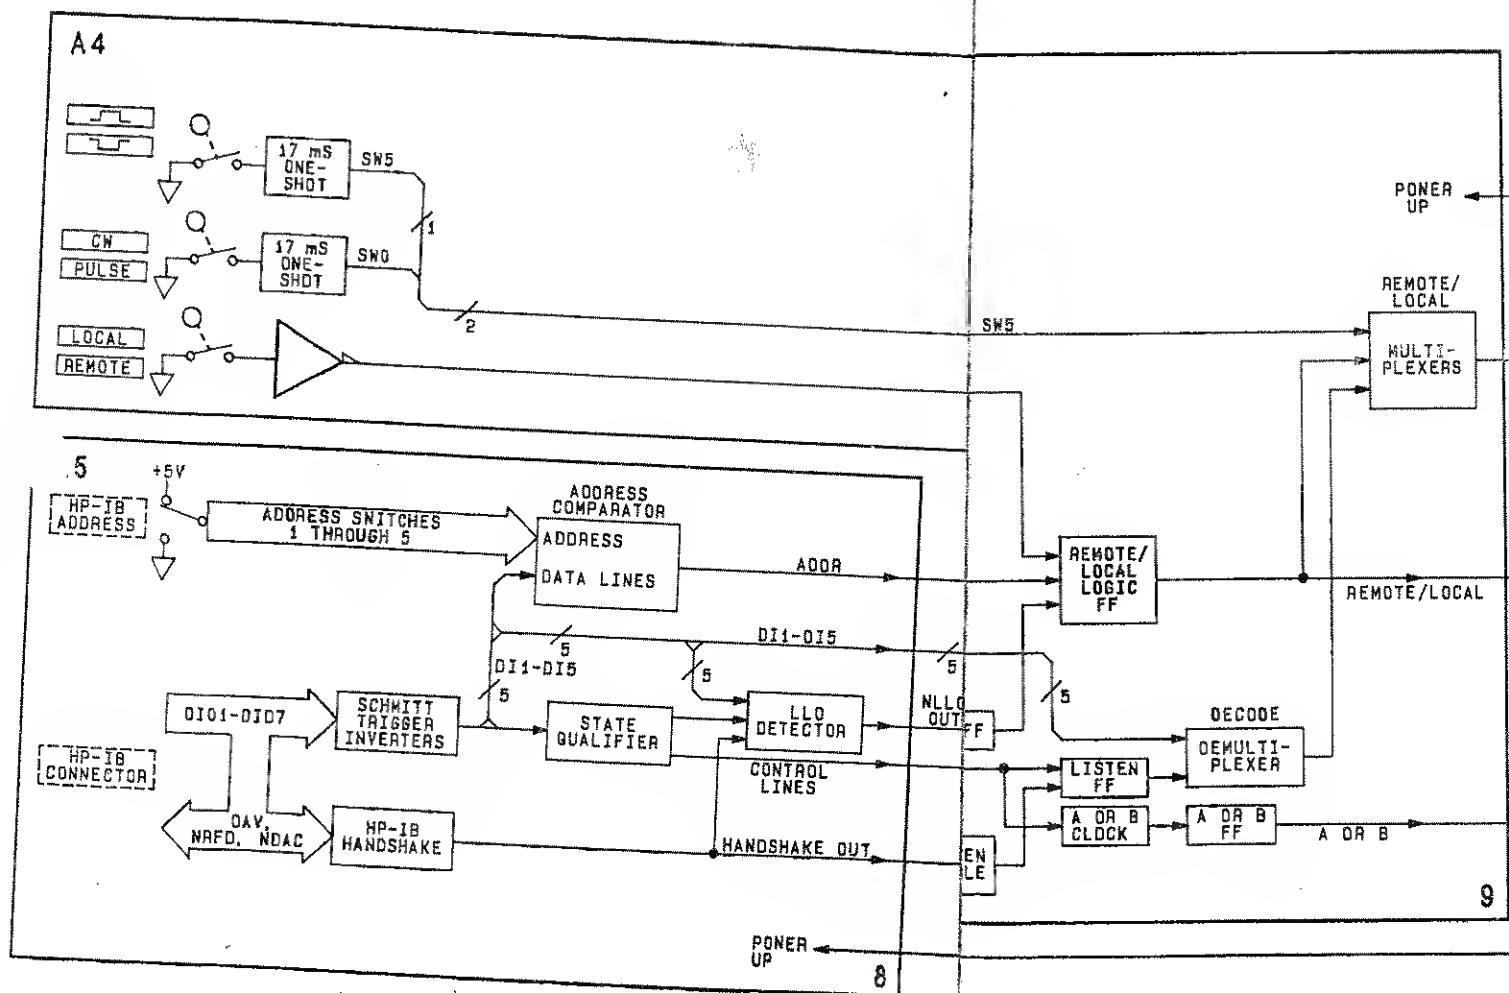 A4
17 mS
ONE-
SHOT
SW5
1
CW
PULSE
17 mS
ONE-
SHOT
SW0
2
LOCAL
REMOTE
SW5
PONER
UP
REMOTE/
LOCAL
MULTI-
PLEXERS
5
+5V
HP-IB
ADDRESS
ADDRESS SNITCHES
1 THROUGH 5
ADDRESS
COMPARATOR
ADDRESS
DATA LINES
ADDR
REMOTE/
LOCAL
LOGIC
FF
REMOTE/LOCAL
5
DI1-DI5
5
DI1-DI5
5
5
5
DIO1-DIO7
SCHMITT
TRIGGER
INVERTERS
STATE
QUALIFIER
LLO
DETECTOR
NLLO
OUT
FF
DECODE
DEMULTI-
PLEXER
HP-IB
CONNECTOR
CONTROL
LINES
LISTEN
FF
A OR B
CLOCK
A OR B
FF
A OR B
DAV,
NRFD, NDAC
HP-IB
HANDSHAKE
HANDSHAKE OUT
EN
LE
9
PONER
UP
8